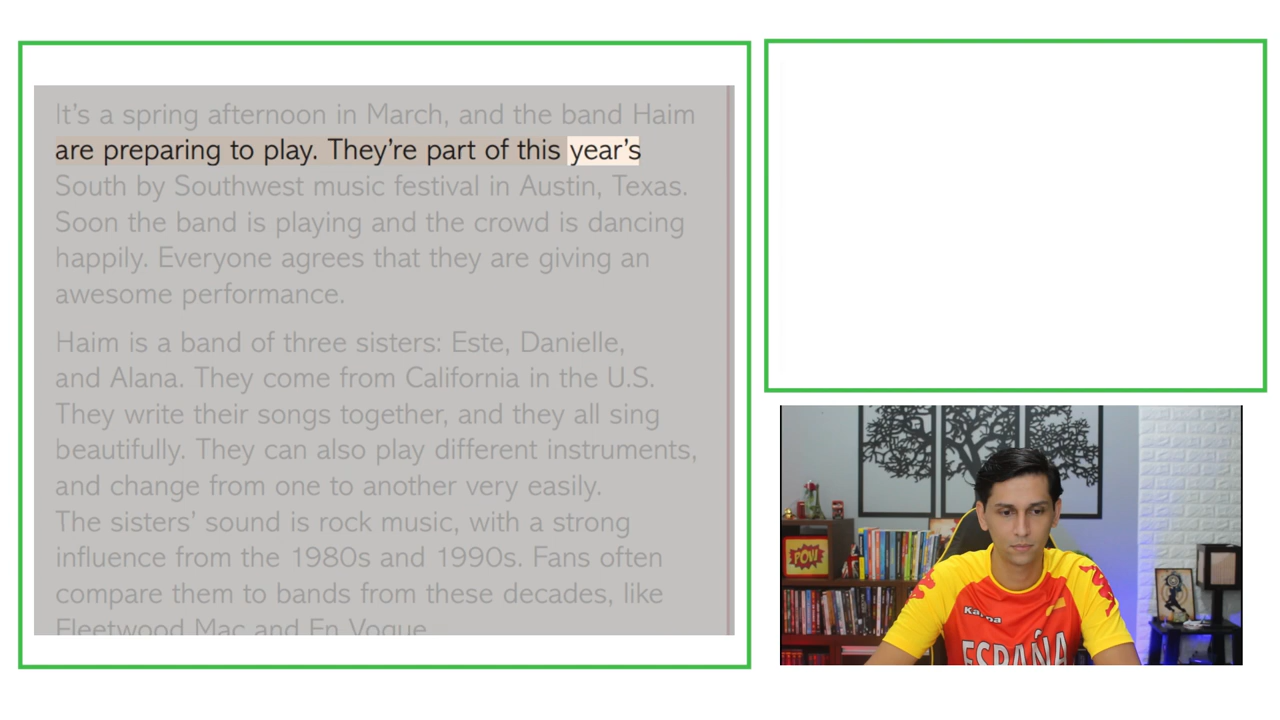 It's a spring afternoon in March, and the band Haim
are preparing to play. They're part of this year's
South by Southwest music festival in Austin, Texas.
Soon the band is playing and the crowd is dancing
happily. Everyone agrees that they are giving an
awesome performance.
Haim is a band of three sisters: Este, Danielle,
and Alana. They come from California in the U.S.
They write their songs together, and they all sing
beautifully. They can also play different instruments,
and change from one to another very easily.
The sisters' sound is rock music, with a strong
influence from the 1980s and 1990s. Fans often
compare them to bands from these decades, like
Fleetwood Mac and En Vogue
POW
Kappa
ESPAÑA